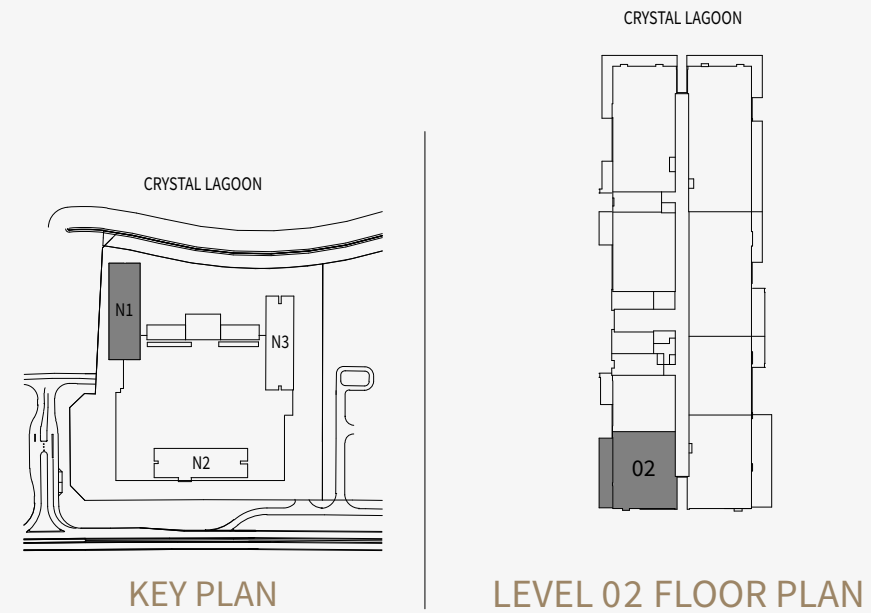 CRYSTAL LAGOON
N1
N3
N2
KEY PLAN
CRYSTAL LAGOON
02
LEVEL 02 FLOOR PLAN